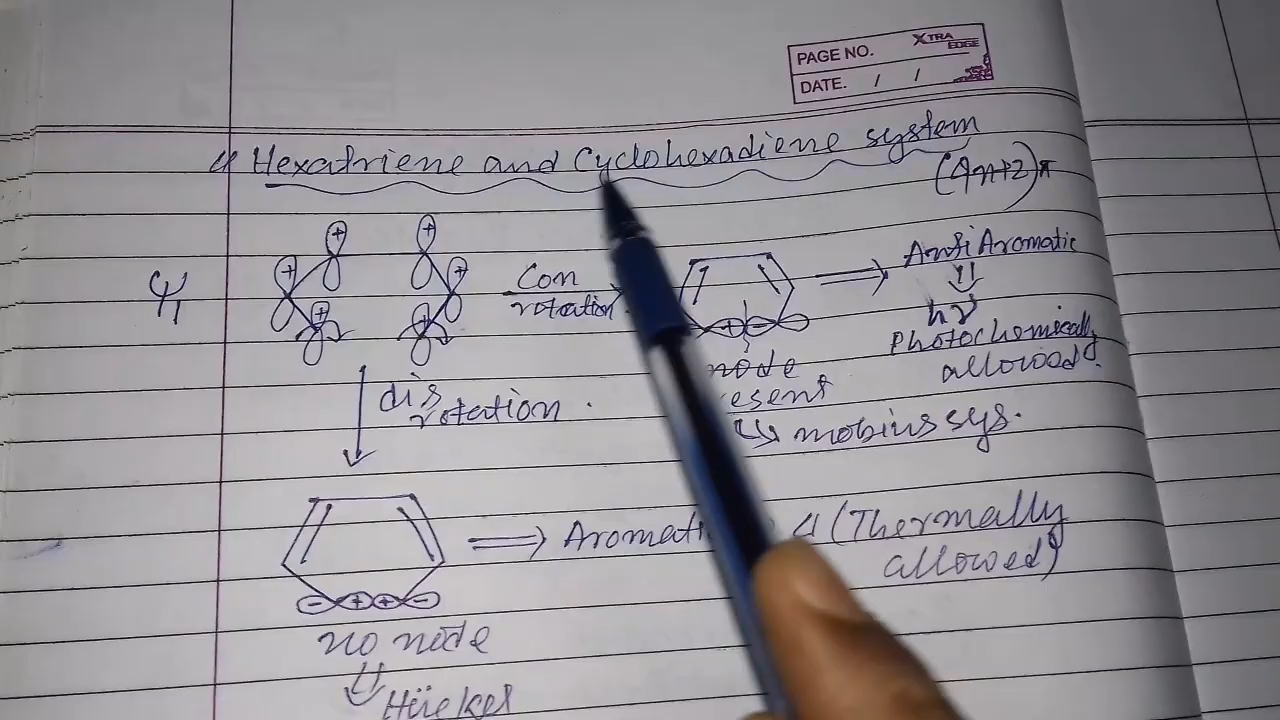 PAGE NO.
XTRA
EDGE
DATE. / /
Hexatriene and Cyclohexadiene system
(4n+2)π
Ψ1
+ + + + + +
Con
rotation
+ -
node
esent
mobius sys.
Anti Aromatic
hν
Photochemically
allowed.
dis
rotation.
- + + -
no node
Hückel
Aromati
(Thermally
allowed)